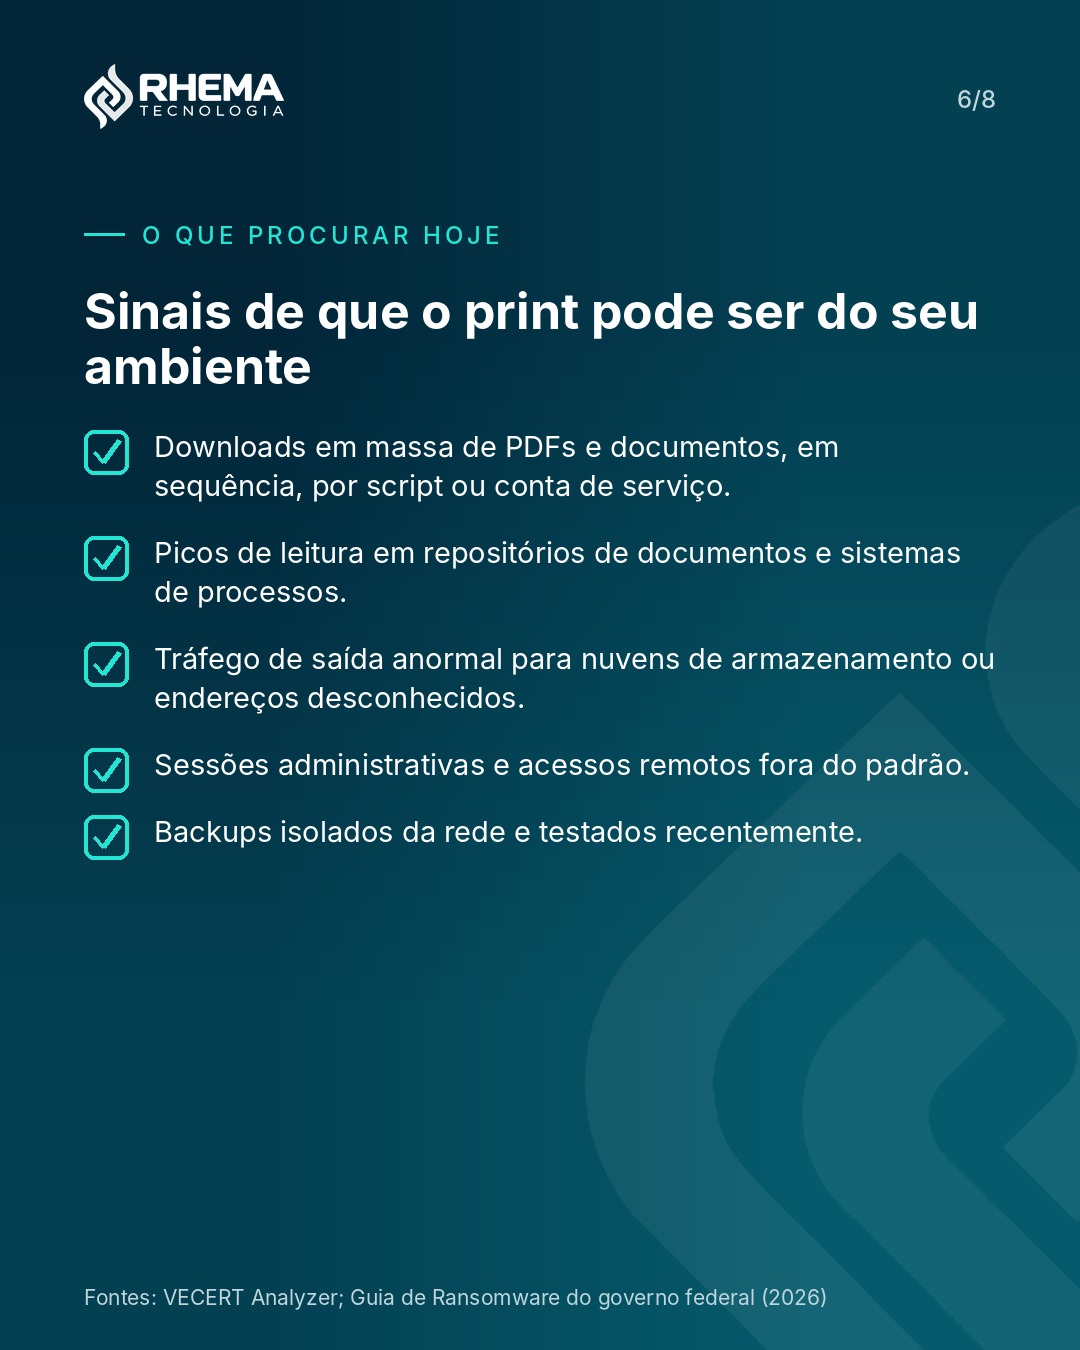 RHEMA
TECNOLOGIA
6/8
O QUE PROCURAR HOJE
Sinais de que o print pode ser do seu
ambiente
Downloads em massa de PDFs e documentos, em
sequência, por script ou conta de serviço.
Picos de leitura em repositórios de documentos e sistemas
de processos.
Tráfego de saída anormal para nuvens de armazenamento ou
endereços desconhecidos.
Sessões administrativas e acessos remotos fora do padrão.
Backups isolados da rede e testados recentemente.
Fontes: VECERT Analyzer; Guia de Ransomware do governo federal (2026)